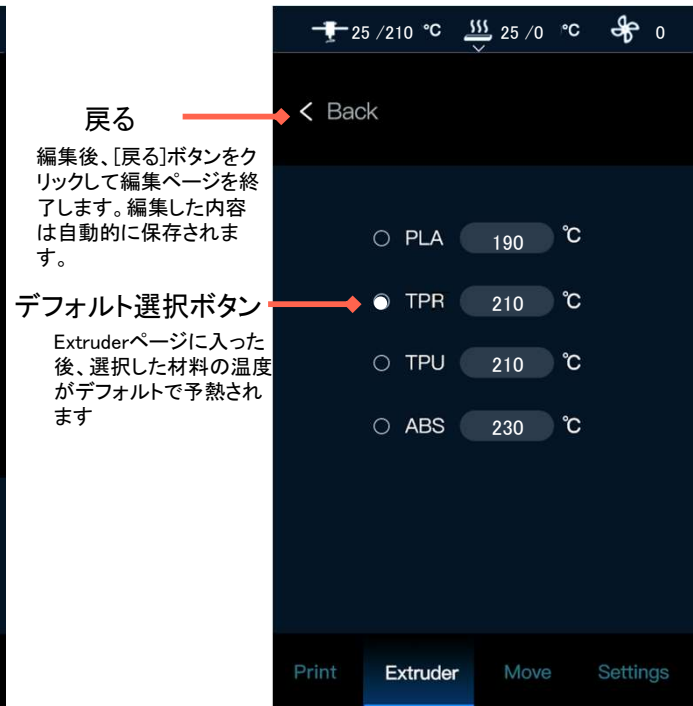 25 /210 ℃ 25 /0 ℃ 0
< Back
戻る
編集後、[戻る]ボタンをク
リックして編集ページを終
了します。編集した内容
は自動的に保存されま
す。
PLA 190 ℃
TPR 210 ℃
デフォルト選択ボタン
Extruderページに入った
後、選択した材料の温度
がデフォルトで予熱され
ます
TPU 210 ℃
ABS 230 ℃
Print Extruder Move Settings